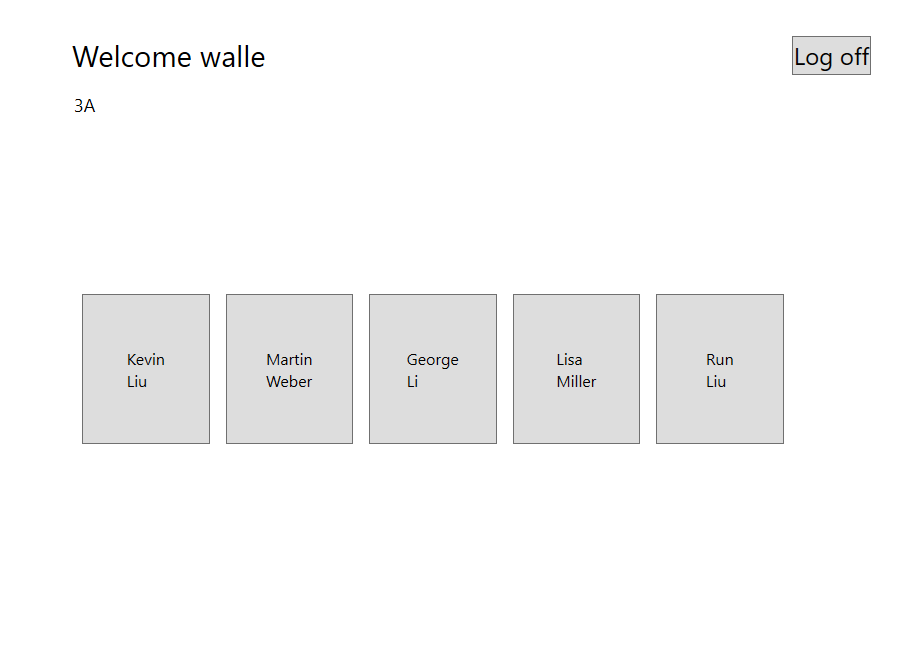 Welcome walle
Log off
3A
Kevin
Liu
Martin
Weber
George
Li
Lisa
Miller
Run
Liu